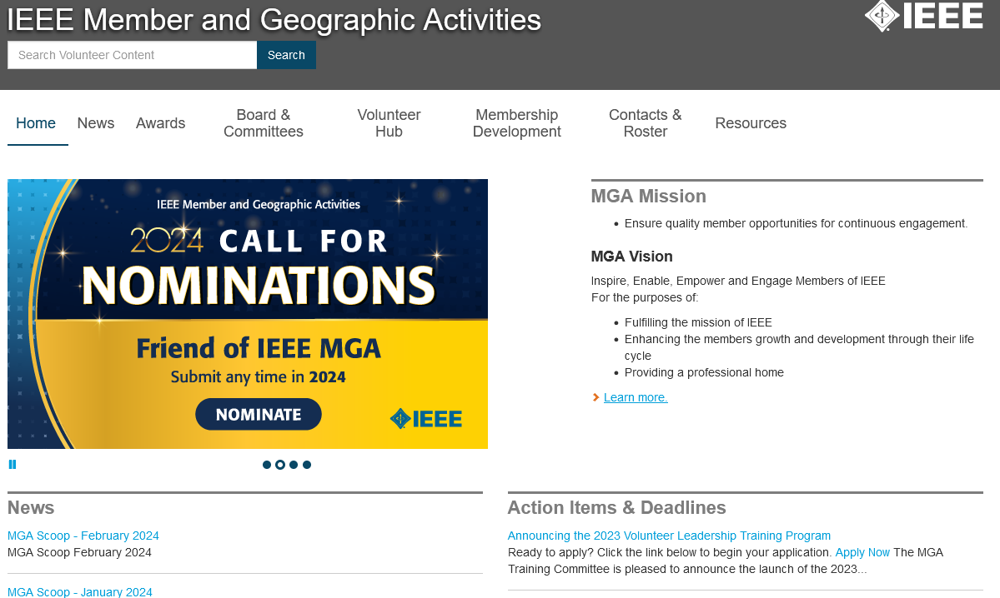 IEEE Member and Geographic Activities
IEEE
Search Volunteer Content
Search
Home
News
Awards
Board &
Committees
Volunteer
Hub
Membership
Development
Contacts &
Roster
Resources
IEEE Member and Geographic Activities
2024 CALL FOR
NOMINATIONS
Friend of IEEE MGA
Submit any time in 2024
NOMINATE
IEEE
MGA Mission
• Ensure quality member opportunities for continuous engagement.
MGA Vision
Inspire, Enable, Empower and Engage Members of IEEE
For the purposes of:
• Fulfilling the mission of IEEE
• Enhancing the members growth and development through their life
cycle
• Providing a professional home
Learn more.
News
MGA Scoop - February 2024
MGA Scoop February 2024
MGA Scoop - January 2024
Action Items & Deadlines
Announcing the 2023 Volunteer Leadership Training Program
Ready to apply? Click the link below to begin your application. Apply Now The MGA
Training Committee is pleased to announce the launch of the 2023...